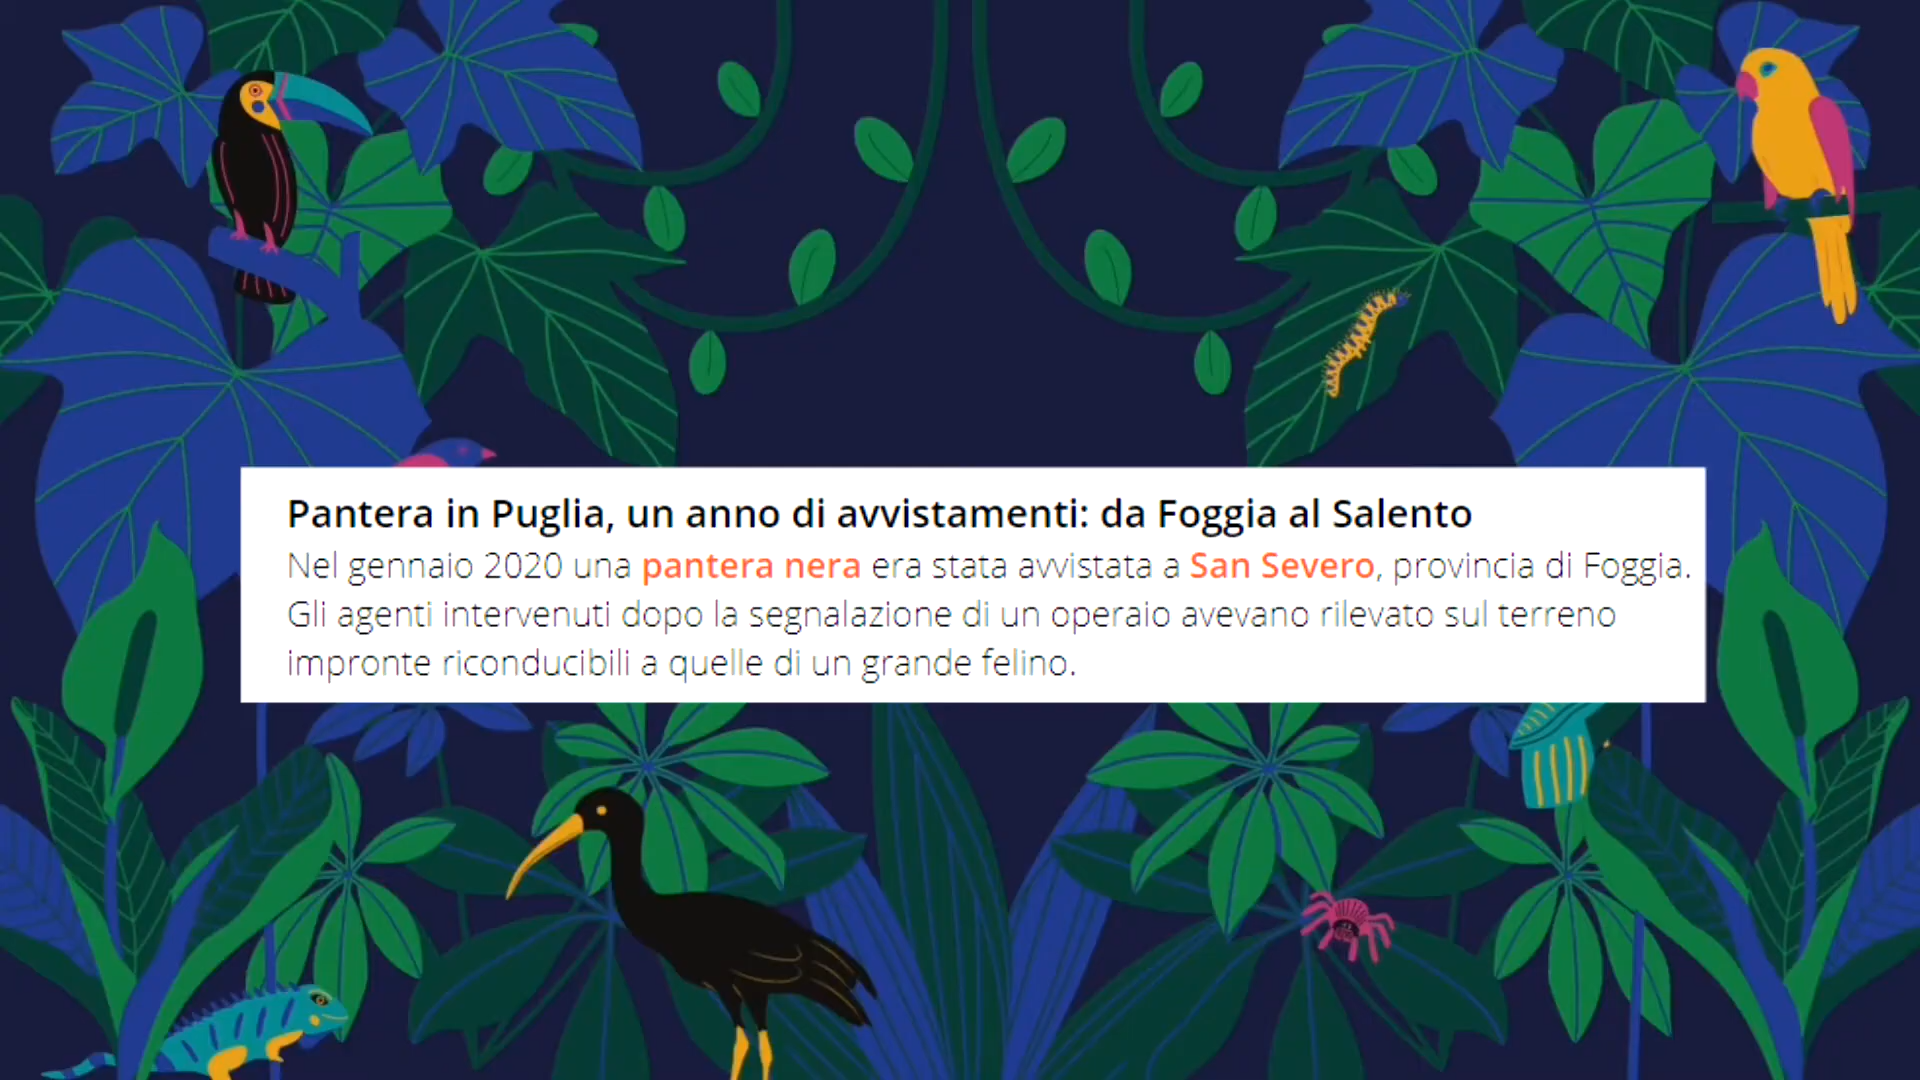 Pantera in Puglia, un anno di avvistamenti: da Foggia al Salento
Nel gennaio 2020 una pantera nera era stata avvistata a San Severo, provincia di Foggia.
Gli agenti intervenuti dopo la segnalazione di un operaio avevano rilevato sul terreno
impronte riconducibili a quelle di un grande felino.